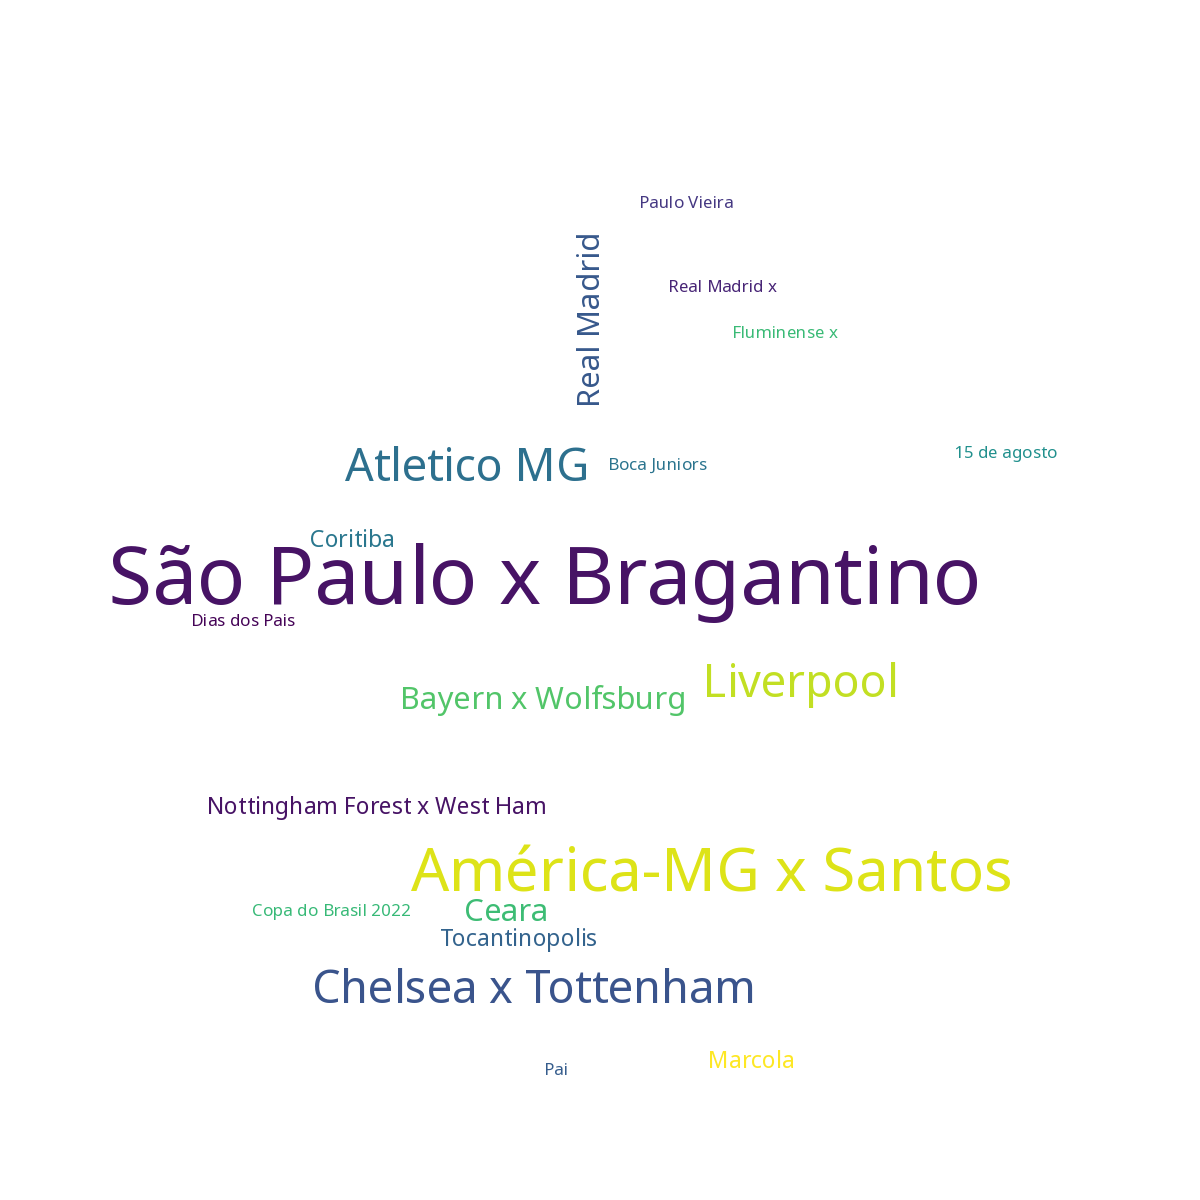 Paulo Vieira
Real Madrid
Real Madrid x
Fluminense x
Atletico MG
Boca Juniors
15 de agosto
Coritiba
São Paulo x Bragantino
Dias dos Pais
Bayern x Wolfsburg
Liverpool
Nottingham Forest x West Ham
América-MG x Santos
Copa do Brasil 2022
Ceara
Tocantinopolis
Chelsea x Tottenham
Pai
Marcola